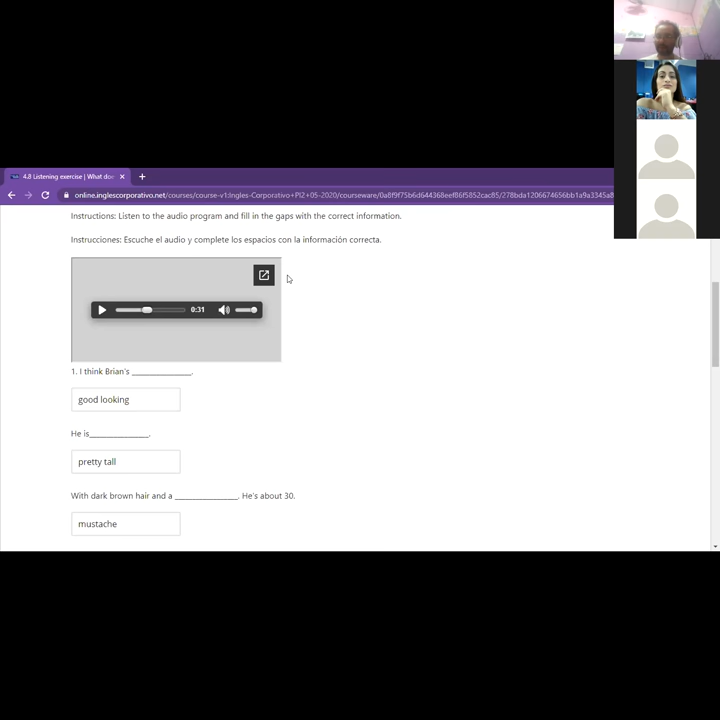 4.8 Listening exercise | What doe
online.inglescorporativo.net/courses/course-v1:Ingles-Corporativo+PI2+05-2020/courseware/0a8f9f75b6d644368eef86f5852cac85/278bda1206674656bb1a9a3345a8
Instructions: Listen to the audio program and fill in the gaps with the correct information.
Instrucciones: Escuche el audio y complete los espacios con la información correcta.
0:31
1. I think Brian's _______________.
good looking
He is_______________.
pretty tall
With dark brown hair and a ________________. He's about 30.
mustache